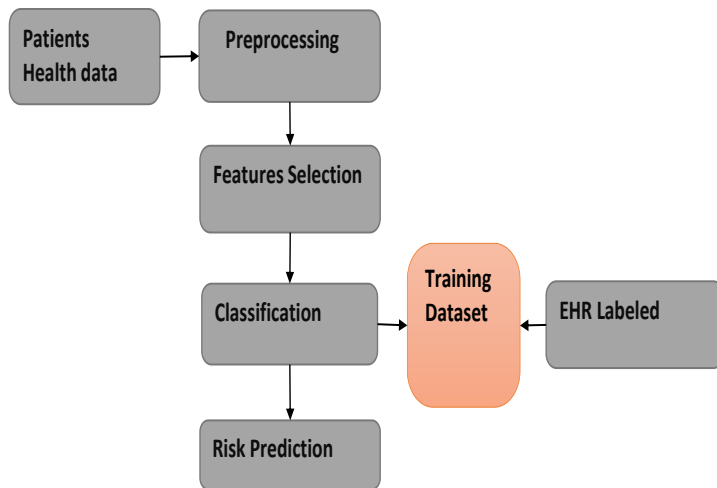 Patients
Health data
Preprocessing
Features Selection
Classification
Training
Dataset
EHR Labeled
Risk Prediction